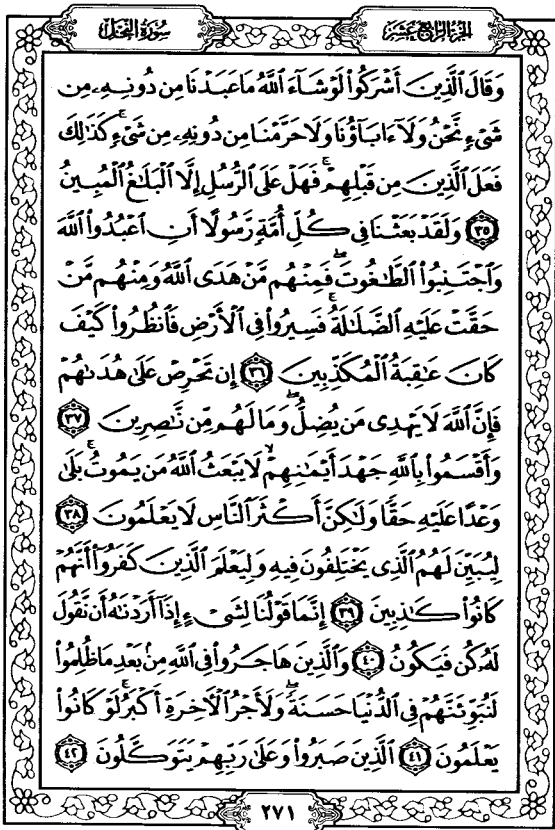 سُورَةُ النَّحْلِ
الجُزْءُ الرَّابِعَ عَشَرَ
وَقَالَ ٱلَّذِينَ أَشْرَكُوا۟ لَوْ شَآءَ ٱللَّهُ مَا عَبَدْنَا مِن دُونِهِۦ مِن
شَىْءٍ نَّحْنُ وَلَآ ءَابَآؤُنَا وَلَا حَرَّمْنَا مِن دُونِهِۦ مِن شَىْءٍ ۚ كَذَٰلِكَ
فَعَلَ ٱلَّذِينَ مِن قَبْلِهِمْ ۚ فَهَلْ عَلَى ٱلرُّسُلِ إِلَّا ٱلْبَلَٰغُ ٱلْمُبِينُ
٣٥ وَلَقَدْ بَعَثْنَا فِى كُلِّ أُمَّةٍ رَّسُولًا أَنِ ٱعْبُدُوا۟ ٱللَّهَ
وَٱجْتَنِبُوا۟ ٱلطَّٰغُوتَ ۖ فَمِنْهُم مَّنْ هَدَى ٱللَّهُ وَمِنْهُم مَّنْ
حَقَّتْ عَلَيْهِ ٱلضَّلَٰلَةُ ۚ فَسِيرُوا۟ فِى ٱلْأَرْضِ فَٱنظُرُوا۟ كَيْفَ
كَانَ عَٰقِبَةُ ٱلْمُكَذِّبِينَ ٣٦ إِن تَحْرِصْ عَلَىٰ هُدَىٰهُمْ
فَإِنَّ ٱللَّهَ لَا يَهْدِى مَن يُضِلُّ ۖ وَمَا لَهُم مِّن نَّٰصِرِينَ ٣٧
وَأَقْسَمُوا۟ بِٱللَّهِ جَهْدَ أَيْمَٰنِهِمْ ۙ لَا يَبْعَثُ ٱللَّهُ مَن يَمُوتُ ۚ بَلَىٰ
وَعْدًا عَلَيْهِ حَقًّا وَلَٰكِنَّ أَكْثَرَ ٱلنَّاسِ لَا يَعْلَمُونَ ٣٨
لِيُبَيِّنَ لَهُمُ ٱلَّذِى يَخْتَلِفُونَ فِيهِ وَلِيَعْلَمَ ٱلَّذِينَ كَفَرُوٓا۟ أَنَّهُمْ
كَانُوا۟ كَٰذِبِينَ ٣٩ إِنَّمَا قَوْلُنَا لِشَىْءٍ إِذَآ أَرَدْنَٰهُ أَن نَّقُولَ
لَهُۥ كُن فَيَكُونُ ٤٠ وَٱلَّذِينَ هَاجَرُوا۟ فِى ٱللَّهِ مِنۢ بَعْدِ مَا ظُلِمُوا۟
لَنُبَوِّئَنَّهُمْ فِى ٱلدُّنْيَا حَسَنَةً ۖ وَلَأَجْرُ ٱلْءَاخِرَةِ أَكْبَرُ ۚ لَوْ كَانُوا۟
يَعْلَمُونَ ٤١ ٱلَّذِينَ صَبَرُوا۟ وَعَلَىٰ رَبِّهِمْ يَتَوَكَّلُونَ ٤٢
٢٧١